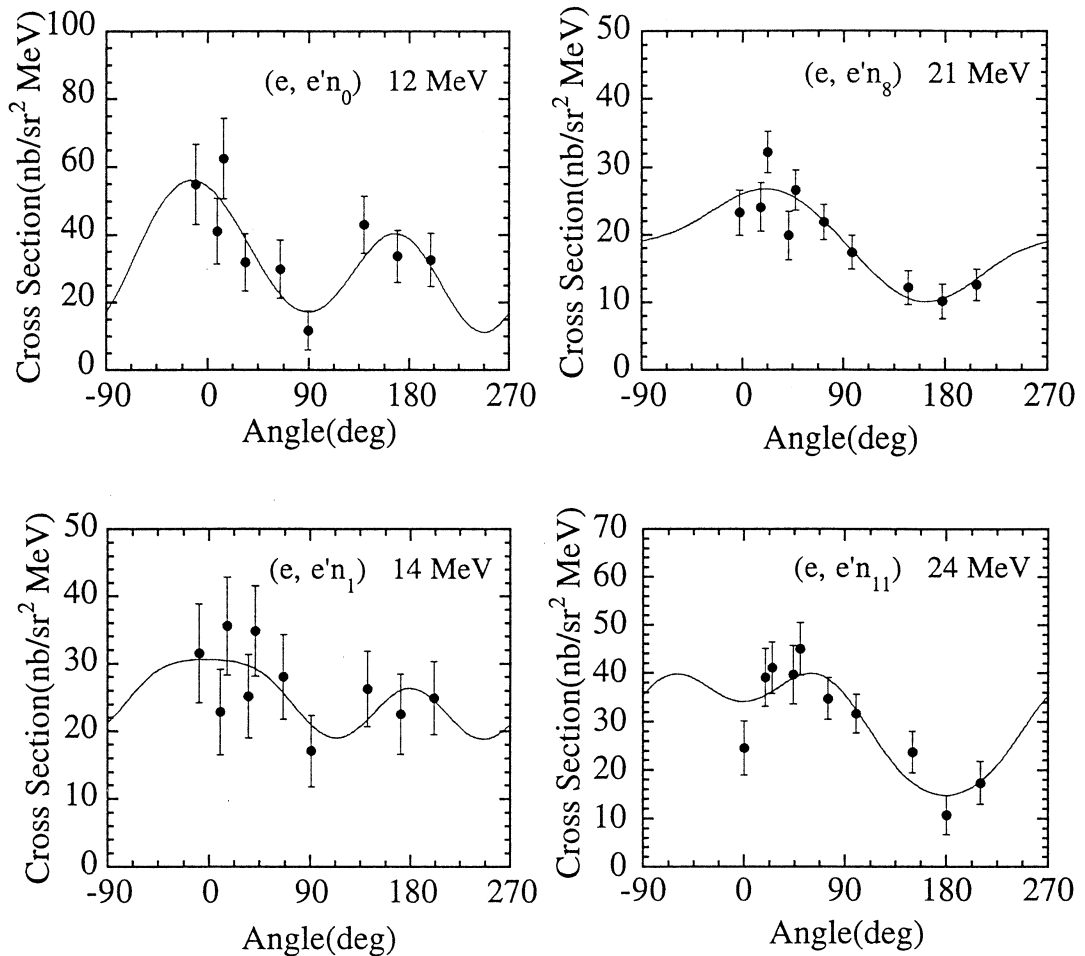 Cross Section(nb/sr² MeV)
100
80
60
40
20
0
(e, e'n₀) 12 MeV
-90 0 90 180 270
Angle(deg)
Cross Section(nb/sr² MeV)
50
40
30
20
10
0
(e, e'n₈) 21 MeV
-90 0 90 180 270
Angle(deg)
Cross Section(nb/sr² MeV)
50
40
30
20
10
0
(e, e'n₁) 14 MeV
-90 0 90 180 270
Angle(deg)
Cross Section(nb/sr² MeV)
70
60
50
40
30
20
10
0
(e, e'n₁₁) 24 MeV
-90 0 90 180 270
Angle(deg)